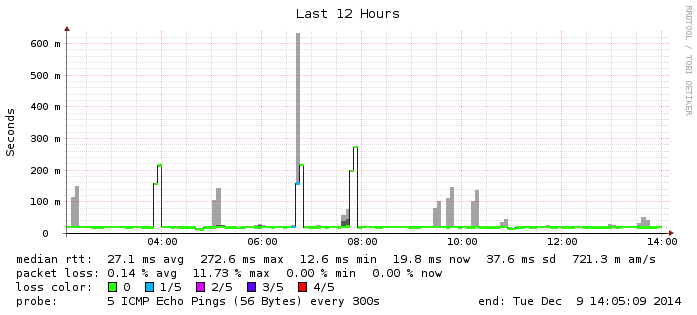 Last 12 Hours
RRDTOOL / TOBI OETIKER
Seconds
600 m
500 m
400 m
300 m
200 m
100 m
0
04:00 06:00 08:00 10:00 12:00 14:00
median rtt: 27.1 ms avg 272.6 ms max 12.6 ms min 19.8 ms now 37.6 ms sd 721.3 m am/s
packet loss: 0.14 % avg 11.73 % max 0.00 % min 0.00 % now
loss color: 0 1/5 2/5 3/5 4/5
probe: 5 ICMP Echo Pings (56 Bytes) every 300s end: Tue Dec 9 14:05:09 2014